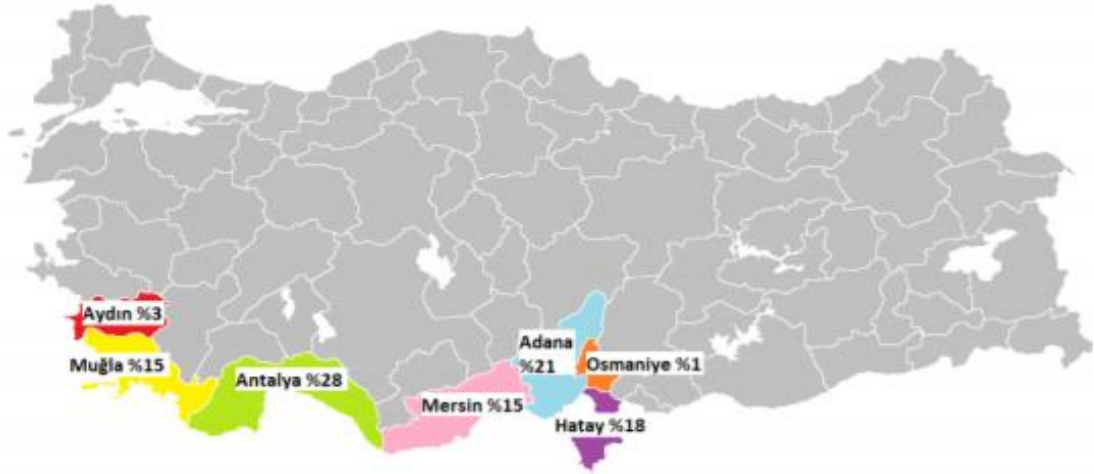 Aydın %3
Muğla %15
Antalya %28
Mersin %15
Adana
%21
Osmaniye %1
Hatay %18